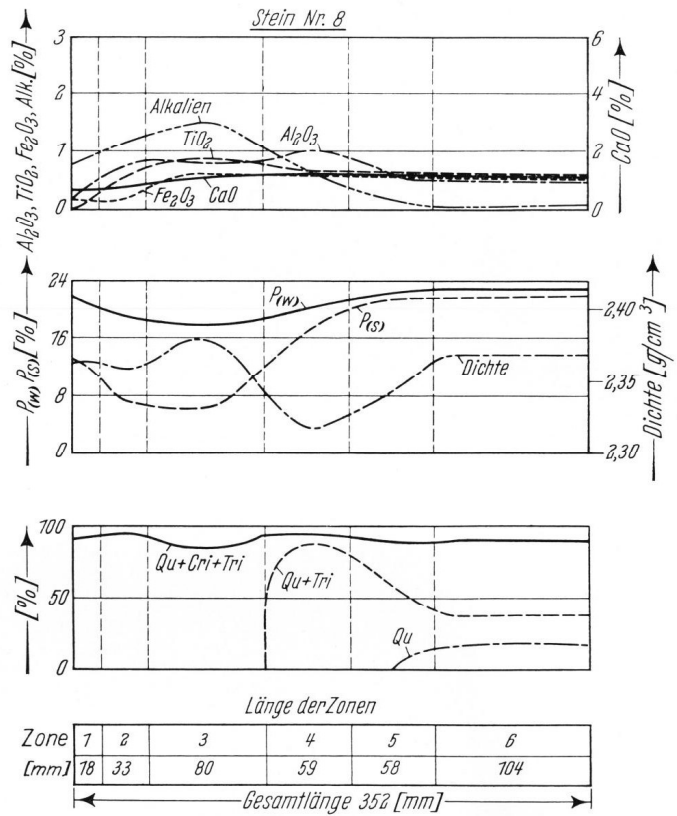 Stein Nr. 8
Al₂O₃, TiO₂, Fe₂O₃, Alk. [%]
3
2
1
0
6
4
2
0
CaO [%]
Alkalien
TiO₂
Al₂O₃
Fe₂O₃
CaO
P(w) P(s) [%]
24
16
8
0
2,40
2,35
2,30
Dichte [g/cm³]
P(w)
P(s)
Dichte
[%]
100
50
0
Qu+Cri+Tri
Qu+Tri
Qu
Länge der Zonen
Zone 1 2 3 4 5 6
[mm] 18 33 80 59 58 104
Gesamtlänge 352 [mm]